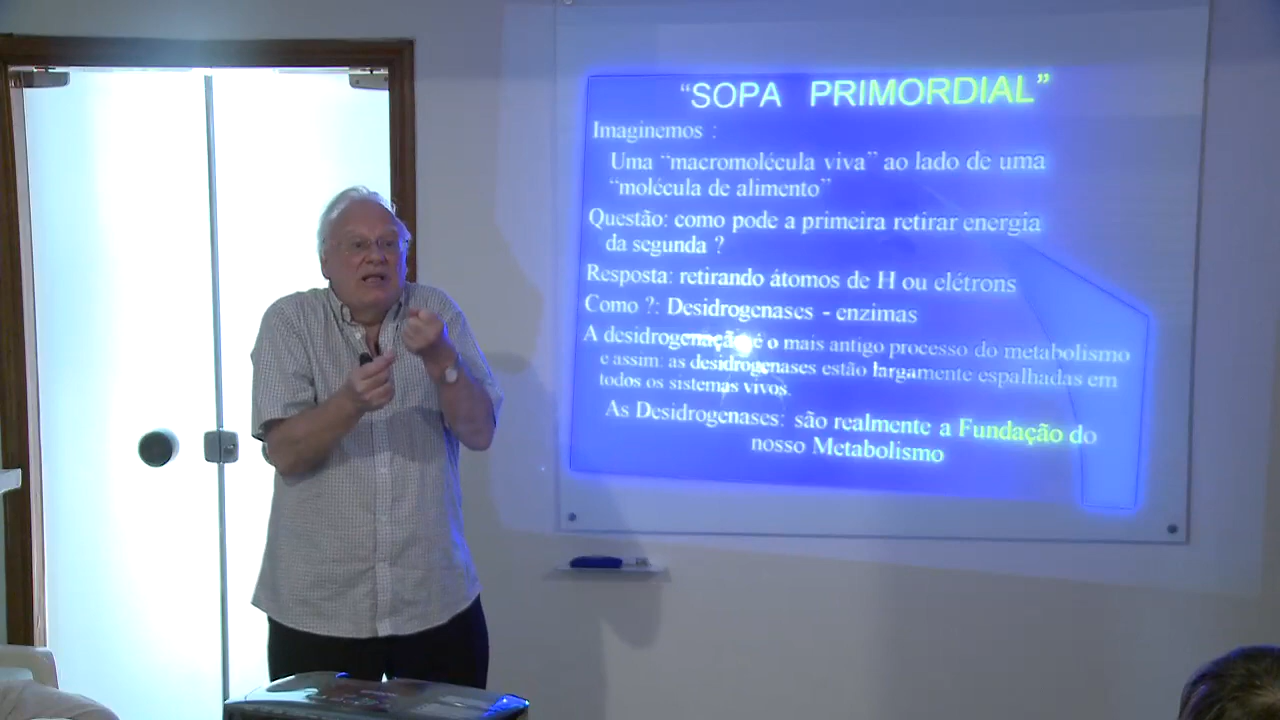 “SOPA PRIMORDIAL”
Imaginemos :
Uma “macromolécula viva” ao lado de uma
“molécula de alimento”
Questão: como pode a primeira retirar energia
da segunda ?
Resposta: retirando átomos de H ou elétrons
Como ?: Desidrogenases - enzimas
A desidrogenação é o mais antigo processo do metabolismo
e assim: as desidrogenases estão largamente espalhadas em
todos os sistemas vivos.
As Desidrogenases: são realmente a Fundação do
nosso Metabolismo